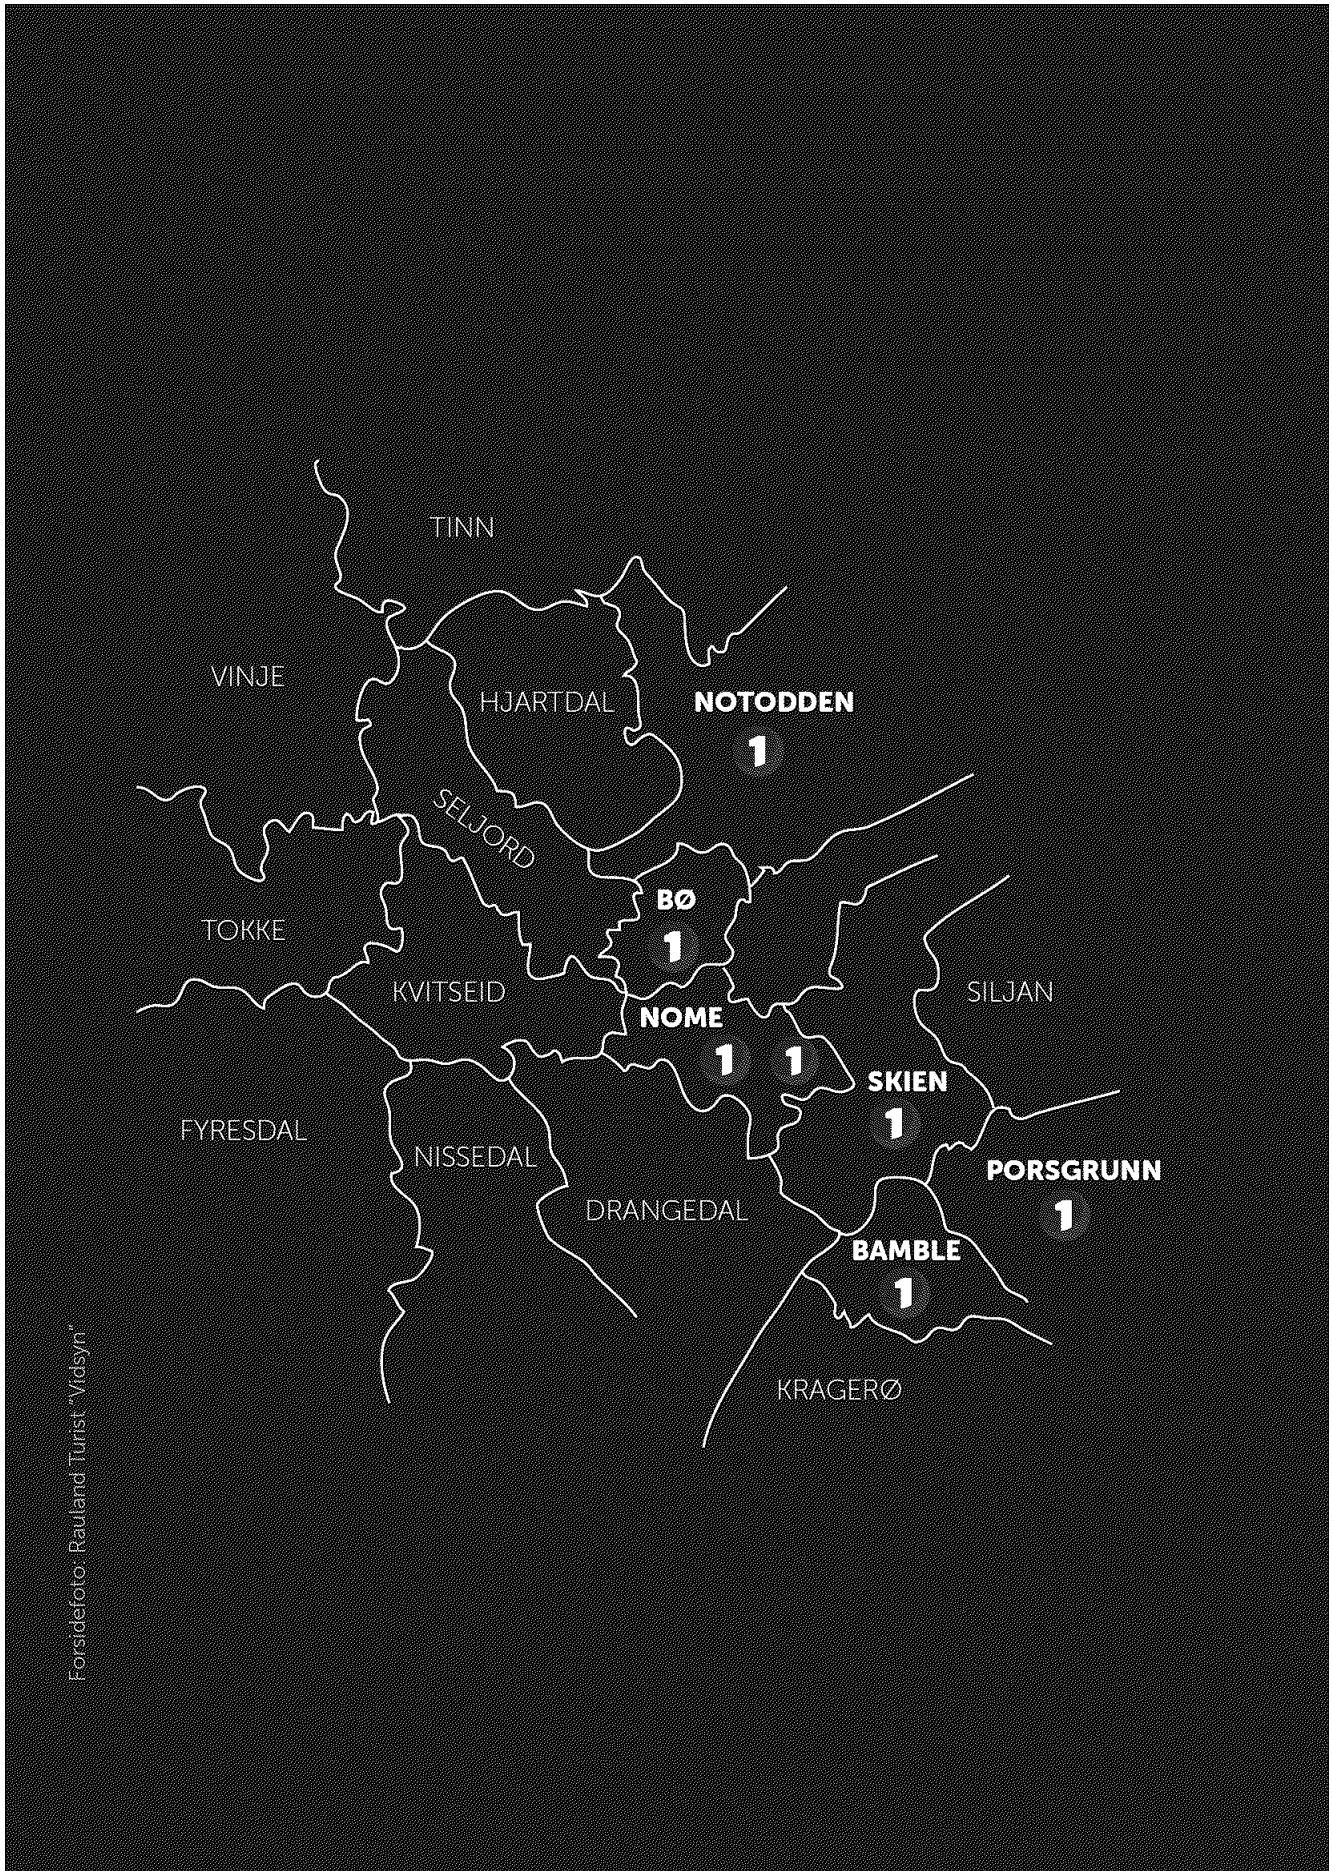 TINN
VINJE
HJARTDAL
NOTODDEN
1
SELJORD
BØ
1
TOKKE
KVITSEID
SILJAN
NOME
1 1
SKIEN
1
FYRESDAL
NISSEDAL
PORSGRUNN
1
DRANGEDAL
BAMBLE
1
KRAGERØ
Forsidefoto: Rauland Turist "Vidsyn"